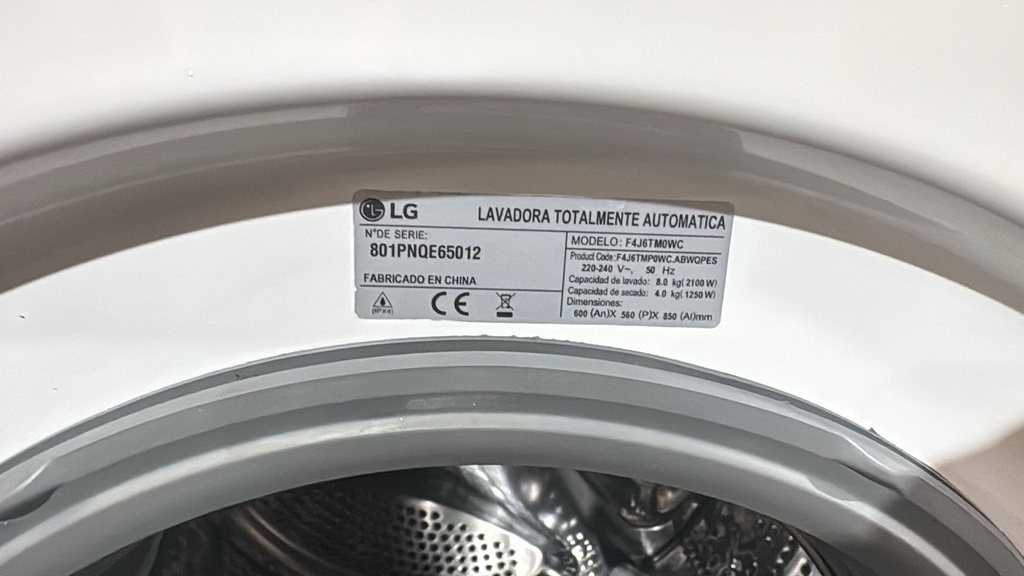 LG
LAVADORA TOTALMENTE AUTOMATICA
N°DE SERIE:
801PNQE65012
FABRICADO EN CHINA
(IPX4)
CE
MODELO: F4J6TM0WC
Product Code:F4J6TMP0WC.ABWQPES
220-240 V~, 50 Hz
Capacidad de lavado: 8.0 kg(2100 W)
Capacidad de secado: 4.0 kg(1250 W)
Dimensiones:
600 (An)X 560 (P)X 850 (Al)mm